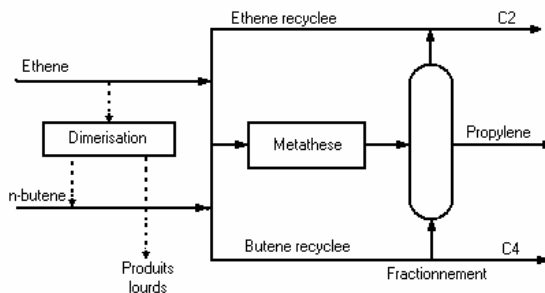 Ethene recyclee
C2
Ethene
Dimerisation
Metathese
Propylene
n-butene
Butene recyclee
C4
Produits
lourds
Fractionnement